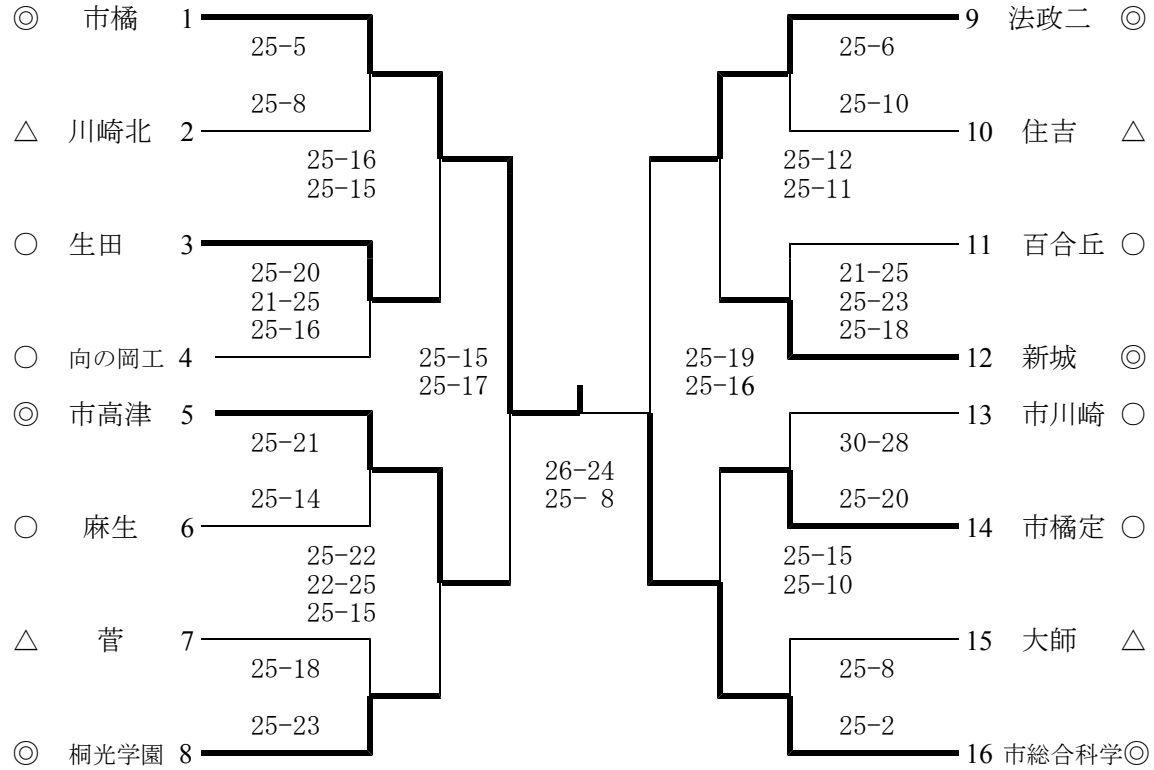 ◎ 市橘 1
25-5
25-8
△ 川崎北 2
25-16
25-15
○ 生田 3
25-20
21-25
25-16
○ 向の岡工 4
25-15
25-17
◎ 市高津 5
25-21
25-14
○ 麻生 6
25-22
22-25
25-15
△ 菅 7
25-18
25-23
◎ 桐光学園 8
26-24
25- 8
9 法政二 ◎
25-6
25-10
10 住吉 △
25-12
25-11
11 百合丘 ○
21-25
25-23
25-18
12 新城 ◎
25-19
25-16
13 市川崎 ○
30-28
25-20
14 市橘定 ○
25-15
25-10
15 大師 △
25-8
25-2
16 市総合科学◎